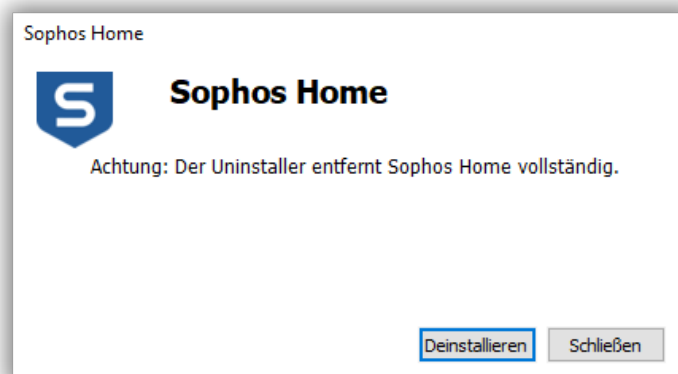 Sophos Home
S
Sophos Home
Achtung: Der Uninstaller entfernt Sophos Home vollständig.
Deinstallieren
Schließen